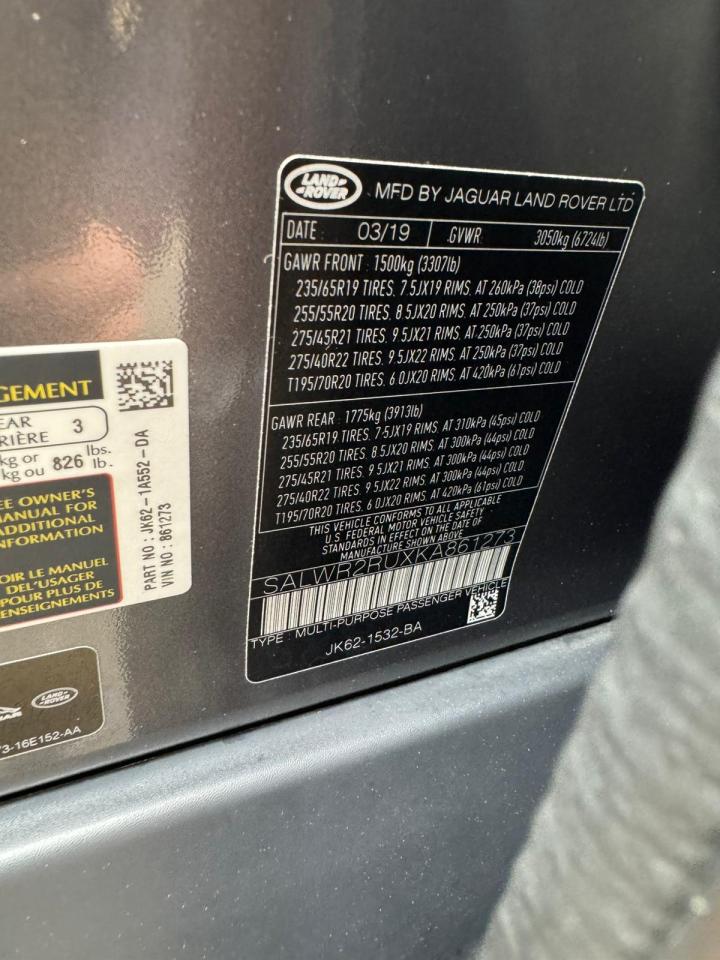 LAND
ROVER
MFD BY JAGUAR LAND ROVER LTD
DATE : 03/19 GVWR 3050kg (6724lb)
GAWR FRONT : 1500kg (3307lb)
235/65R19 TIRES, 7.5JX19 RIMS, AT 260kPa (38psi) COLD
255/55R20 TIRES, 8.5JX20 RIMS, AT 250kPa (37psi) COLD
275/45R21 TIRES, 9.5JX21 RIMS, AT 250kPa (37psi) COLD
275/40R22 TIRES, 9.5JX22 RIMS, AT 250kPa (37psi) COLD
T195/70R20 TIRES, 6.0JX20 RIMS, AT 420kPa (61psi) COLD
GAWR REAR : 1775kg (3913lb)
235/65R19 TIRES, 7.5JX19 RIMS, AT 310kPa (45psi) COLD
255/55R20 TIRES, 8.5JX20 RIMS, AT 300kPa (44psi) COLD
275/45R21 TIRES, 9.5JX21 RIMS, AT 300kPa (44psi) COLD
275/40R22 TIRES, 9.5JX22 RIMS, AT 300kPa (44psi) COLD
T195/70R20 TIRES, 6.0JX20 RIMS, AT 420kPa (61psi) COLD
THIS VEHICLE CONFORMS TO ALL APPLICABLE
U.S. FEDERAL MOTOR VEHICLE SAFETY
STANDARDS IN EFFECT ON THE DATE OF
MANUFACTURE SHOWN ABOVE
SALWR2RUXKA861273
TYPE : MULTI-PURPOSE PASSENGER VEHICLE
JK62-1532-BA
GEMENT
EAR
RIÈRE 3
kg or lbs.
kg ou 826 lb.
EE OWNER'S
MANUAL FOR
ADDITIONAL
INFORMATION
OIR LE MANUEL
DEL'USAGER
POUR PLUS DE
ENSEIGNEMENTS
PART NO : JK62-1A552-DA
VIN NO : 861273
LAND
ROVER
73-16E152-AA